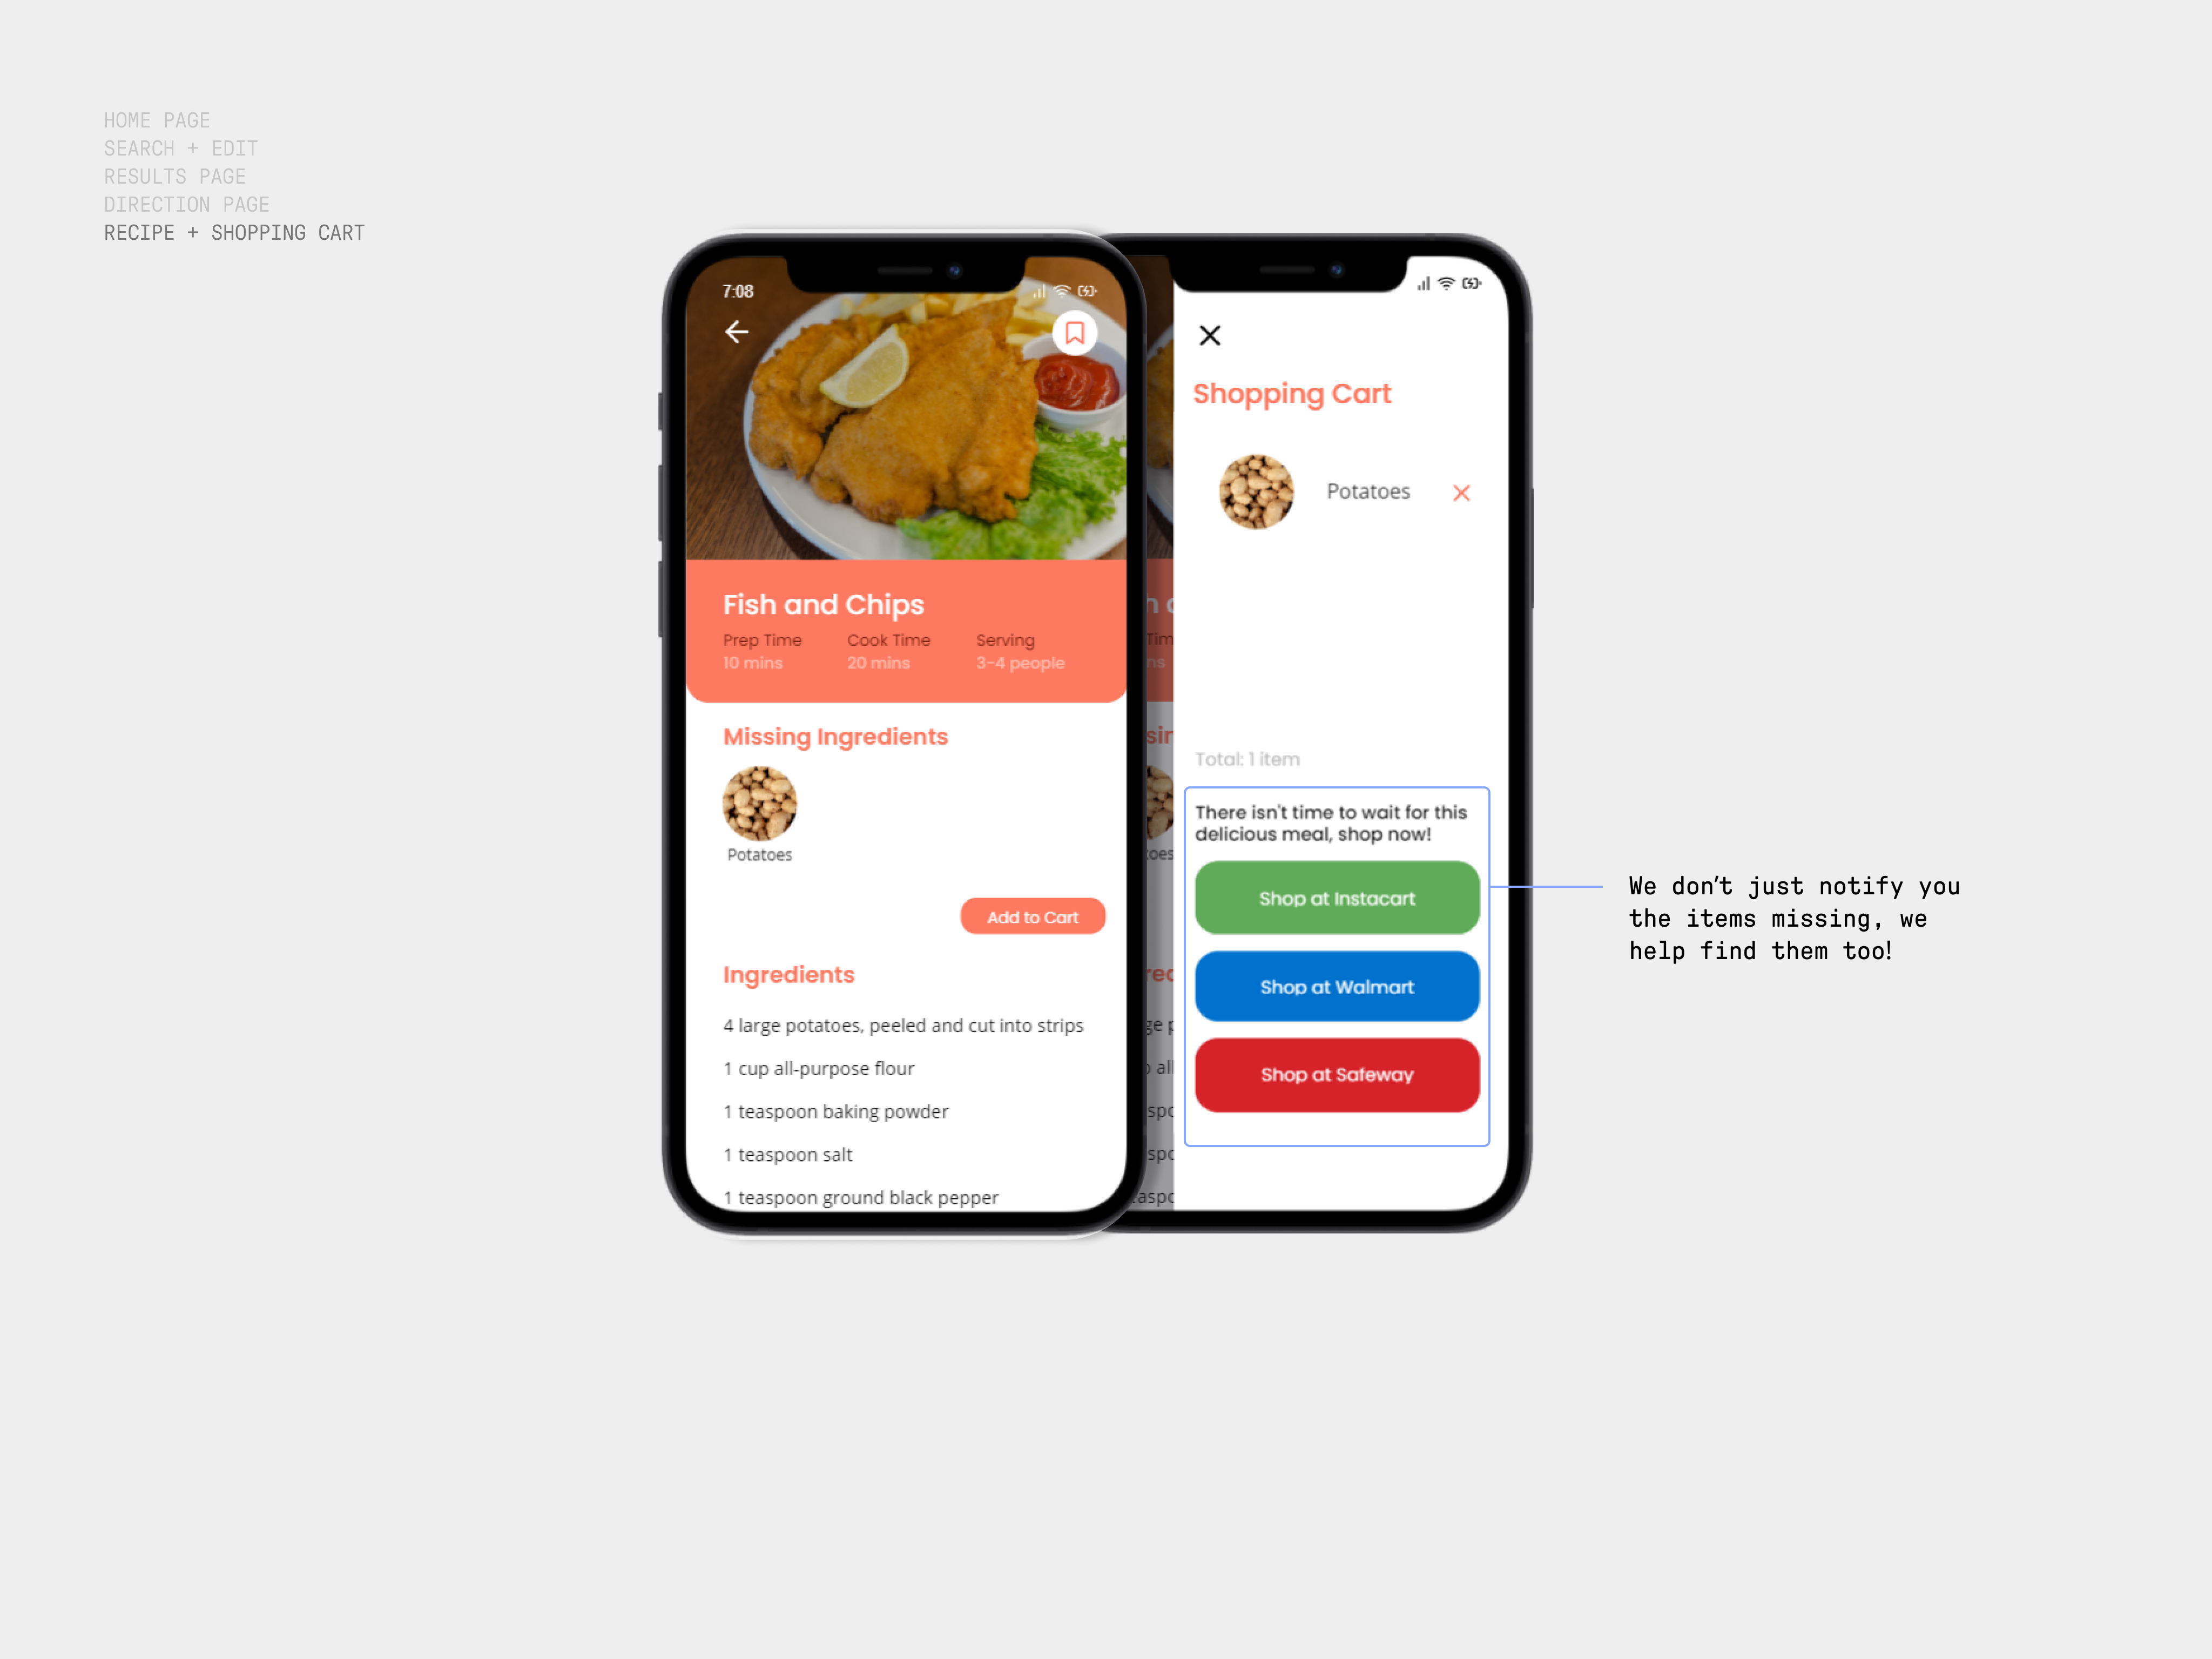 HOME PAGE
SEARCH + EDIT
RESULTS PAGE
DIRECTION PAGE
RECIPE + SHOPPING CART
7:08
Fish and Chips
Prep Time Cook Time Serving
10 mins 20 mins 3-4 people
Missing Ingredients
Potatoes
Add to Cart
Ingredients
4 large potatoes, peeled and cut into strips
1 cup all-purpose flour
1 teaspoon baking powder
1 teaspoon salt
1 teaspoon ground black pepper
Shopping Cart
Potatoes
Total: 1 item
There isn't time to wait for this
delicious meal, shop now!
Shop at Instacart
Shop at Walmart
Shop at Safeway
We don't just notify you
the items missing, we
help find them too!